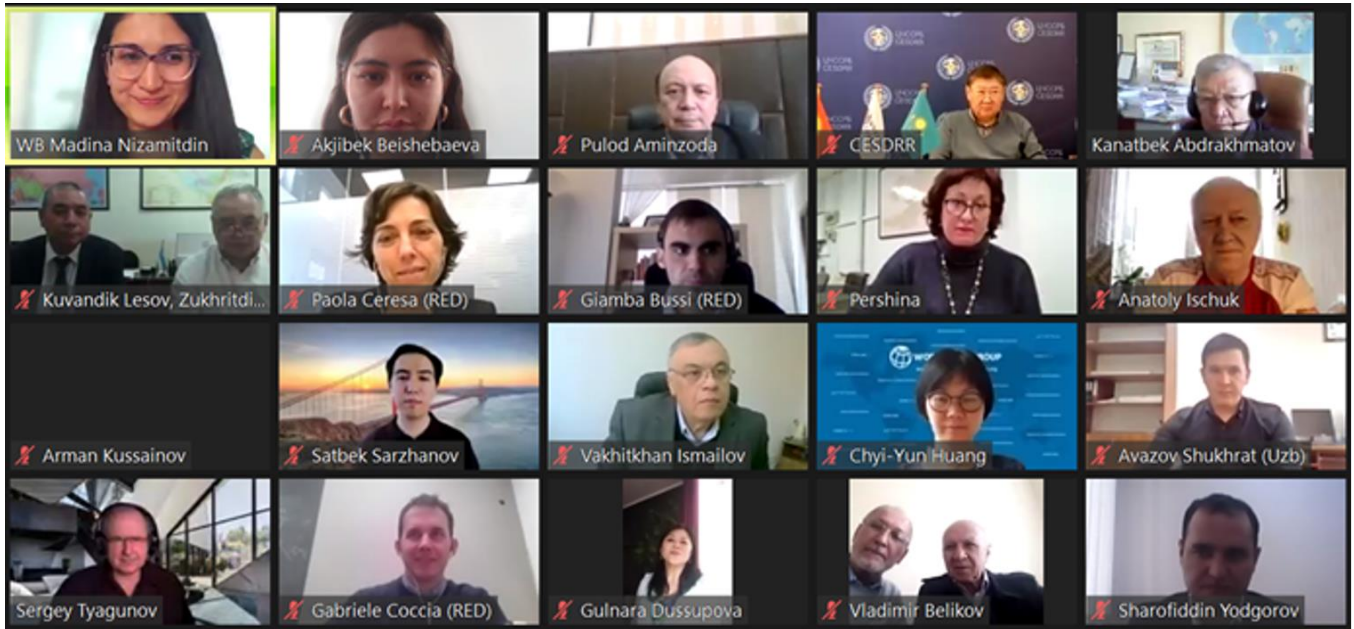 WB Madina Nizamitdin
Akjibek Beishebaeva
Pulod Aminzoda
CESDRR
Kanatbek Abdrakhmatov
Kuvandik Lesov, Zukhritdi...
Paola Ceresa (RED)
Giamba Bussi (RED)
Pershina
Anatoly Ischuk
Arman Kussainov
Satbek Sarzhanov
Vakhitkhan Ismailov
Chyi-Yun Huang
Avazov Shukhrat (Uzb)
Sergey Tyagunov
Gabriele Coccia (RED)
Gulnara Dussupova
Vladimir Belikov
Sharofiddin Yodgorov